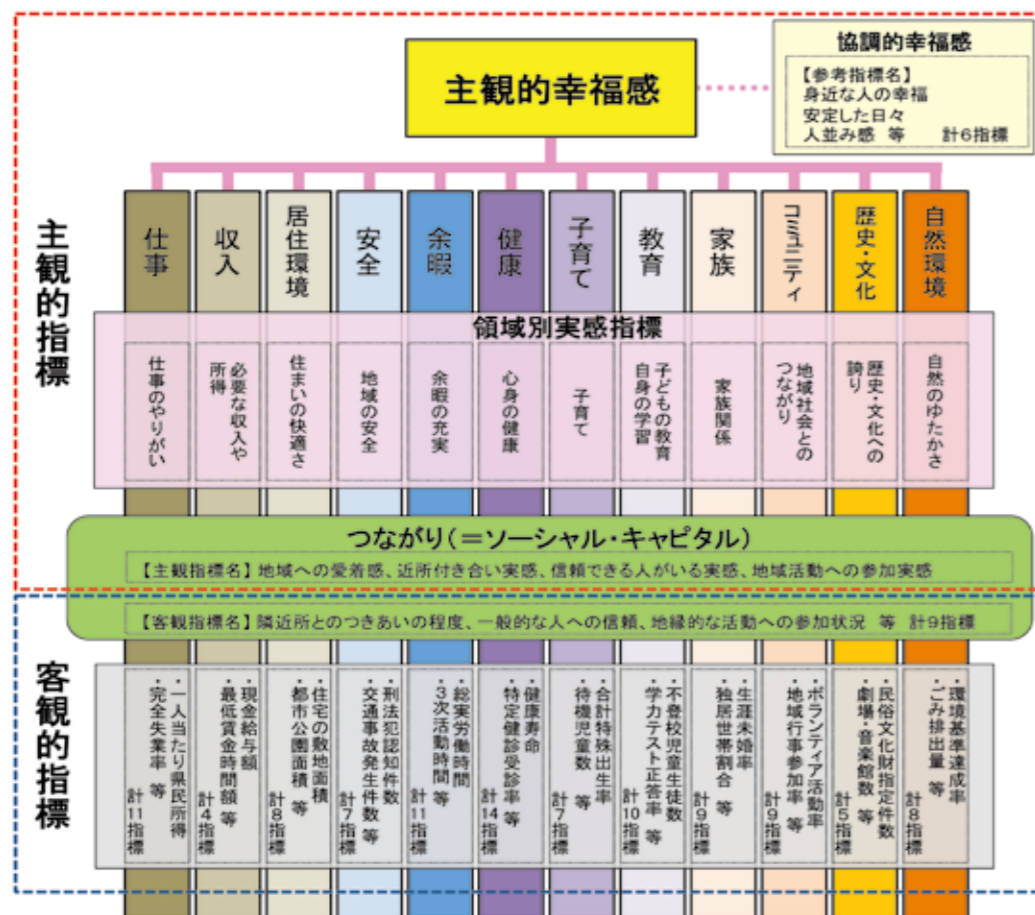 主観的幸福感
協調的幸福感
【参考指標名】
身近な人の幸福
安定した日々
人並み感 等 計6指標
主観的指標
仕事
収入
居住環境
安全
余暇
健康
子育て
教育
家族
コミュニティ
歴史・文化
自然環境
領域別実感指標
仕事のやりがい
必要な収入や
所得
住まいの快適さ
地域の安全
余暇の充実
心身の健康
子育て
子どもの教育
自身の学習
家族関係
地域社会との
つながり
歴史・文化への
誇り
自然のゆたかさ
つながり(=ソーシャル・キャピタル)
【主観指標名】地域への愛着感、近所付き合い実感、信頼できる人がいる実感、地域活動への参加実感
【客観指標名】隣近所とのつきあいの程度、一般的な人への信頼、地縁的な活動への参加状況 等 計9指標
客観的指標
・一人当たり県民所得
・完全失業率 等
計11指標
・現金給与額
・最低賃金時間額 等
計4指標
・住宅の敷地面積
・都市公園面積 等
計8指標
・刑法犯認知件数
・交通事故発生件数 等
計7指標
・総実労働時間
・3次活動時間 等
計11指標
・健康寿命
・特定健診受診率 等
計14指標
・合計特殊出生率
・待機児童数 等
計7指標
・不登校児童生徒数
・学力テスト正答率 等
計10指標
・生涯未婚率
・独居世帯割合 等
計9指標
・ボランティア活動率
・地域行事参加率 等
計9指標
・民俗文化財指定件数
・劇場・音楽館数 等
計5指標
・環境基準達成率
・ごみ排出量 等
計8指標